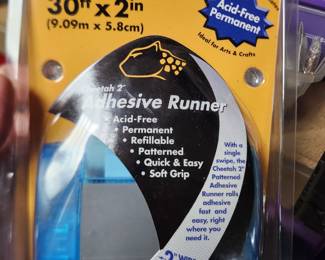 30ft x 2in
(9.09m x 5.8cm)
Acid-Free
Permanent
Ideal for Arts & Crafts
Cheetah 2"
Adhesive Runner
• Acid-Free
• Permanent
• Refillable
• Patterned
• Quick & Easy
• Soft Grip
With a
single
swipe, the
Cheetah 2"
Patterned
Adhesive
Runner rolls
adhesive
fast and
easy, right
where you
need it.
2" Wide